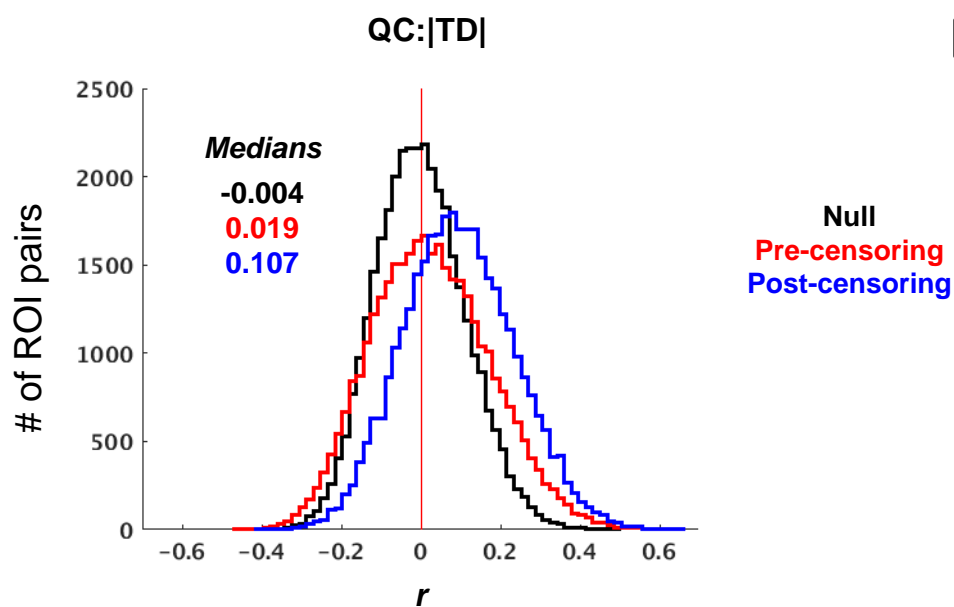 QC:|TD|
2500
2000
1500
1000
500
0
# of ROI pairs
Medians
-0.004
0.019
0.107
Null
Pre-censoring
Post-censoring
−0.6 −0.4 −0.2 0 0.2 0.4 0.6
r